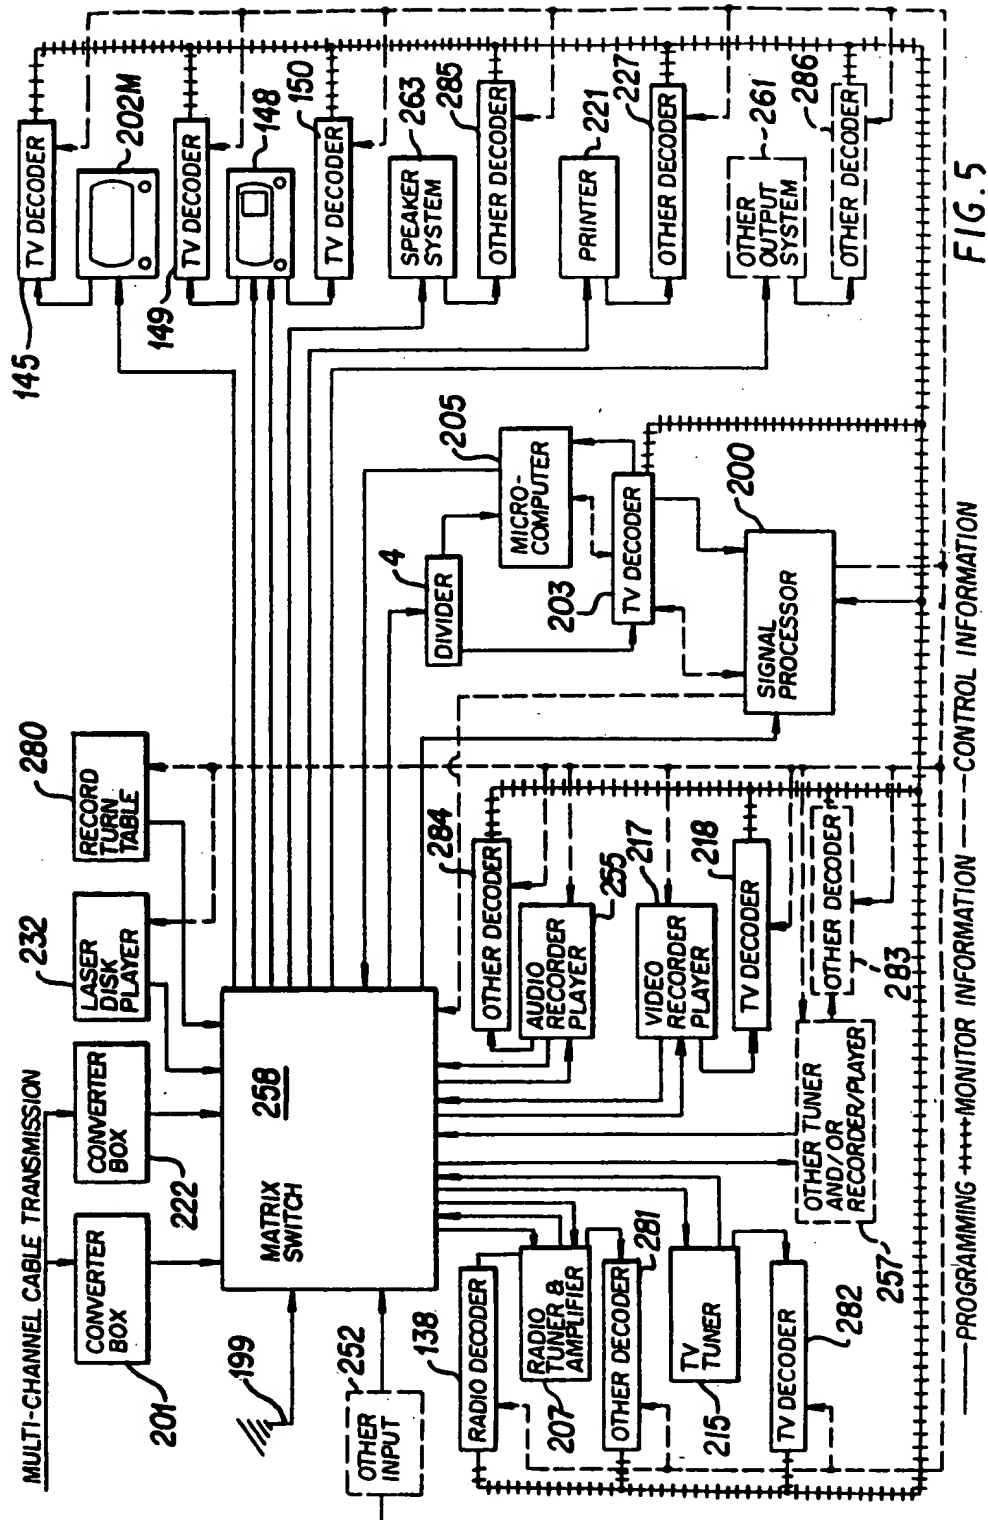 MULTI-CHANNEL CABLE TRANSMISSION
CONVERTER
BOX
201
CONVERTER
BOX
222
LASER
DISK
PLAYER
232
RECORD
TURN
TABLE
280
199
OTHER
INPUT
252
MATRIX
SWITCH
258
RADIO DECODER
138
RADIO
TUNER &
AMPLIFIER
207
OTHER DECODER
281
TV
TUNER
215
TV DECODER
282
OTHER TUNER
AND/OR
RECORDER/PLAYER
257
OTHER DECODER
283
OTHER DECODER
284
AUDIO
RECORDER
PLAYER
255
VIDEO
RECORDER
PLAYER
217
TV DECODER
218
DIVIDER
4
MICRO-
COMPUTER
205
TV DECODER
203
SIGNAL
PROCESSOR
200
TV DECODER
145
202M
TV DECODER
149
148
TV DECODER
150
SPEAKER
SYSTEM
263
OTHER DECODER
285
PRINTER
221
OTHER DECODER
227
OTHER
OUTPUT
SYSTEM
261
OTHER DECODER
286
PROGRAMMING MONITOR INFORMATION CONTROL INFORMATION
FIG. 5